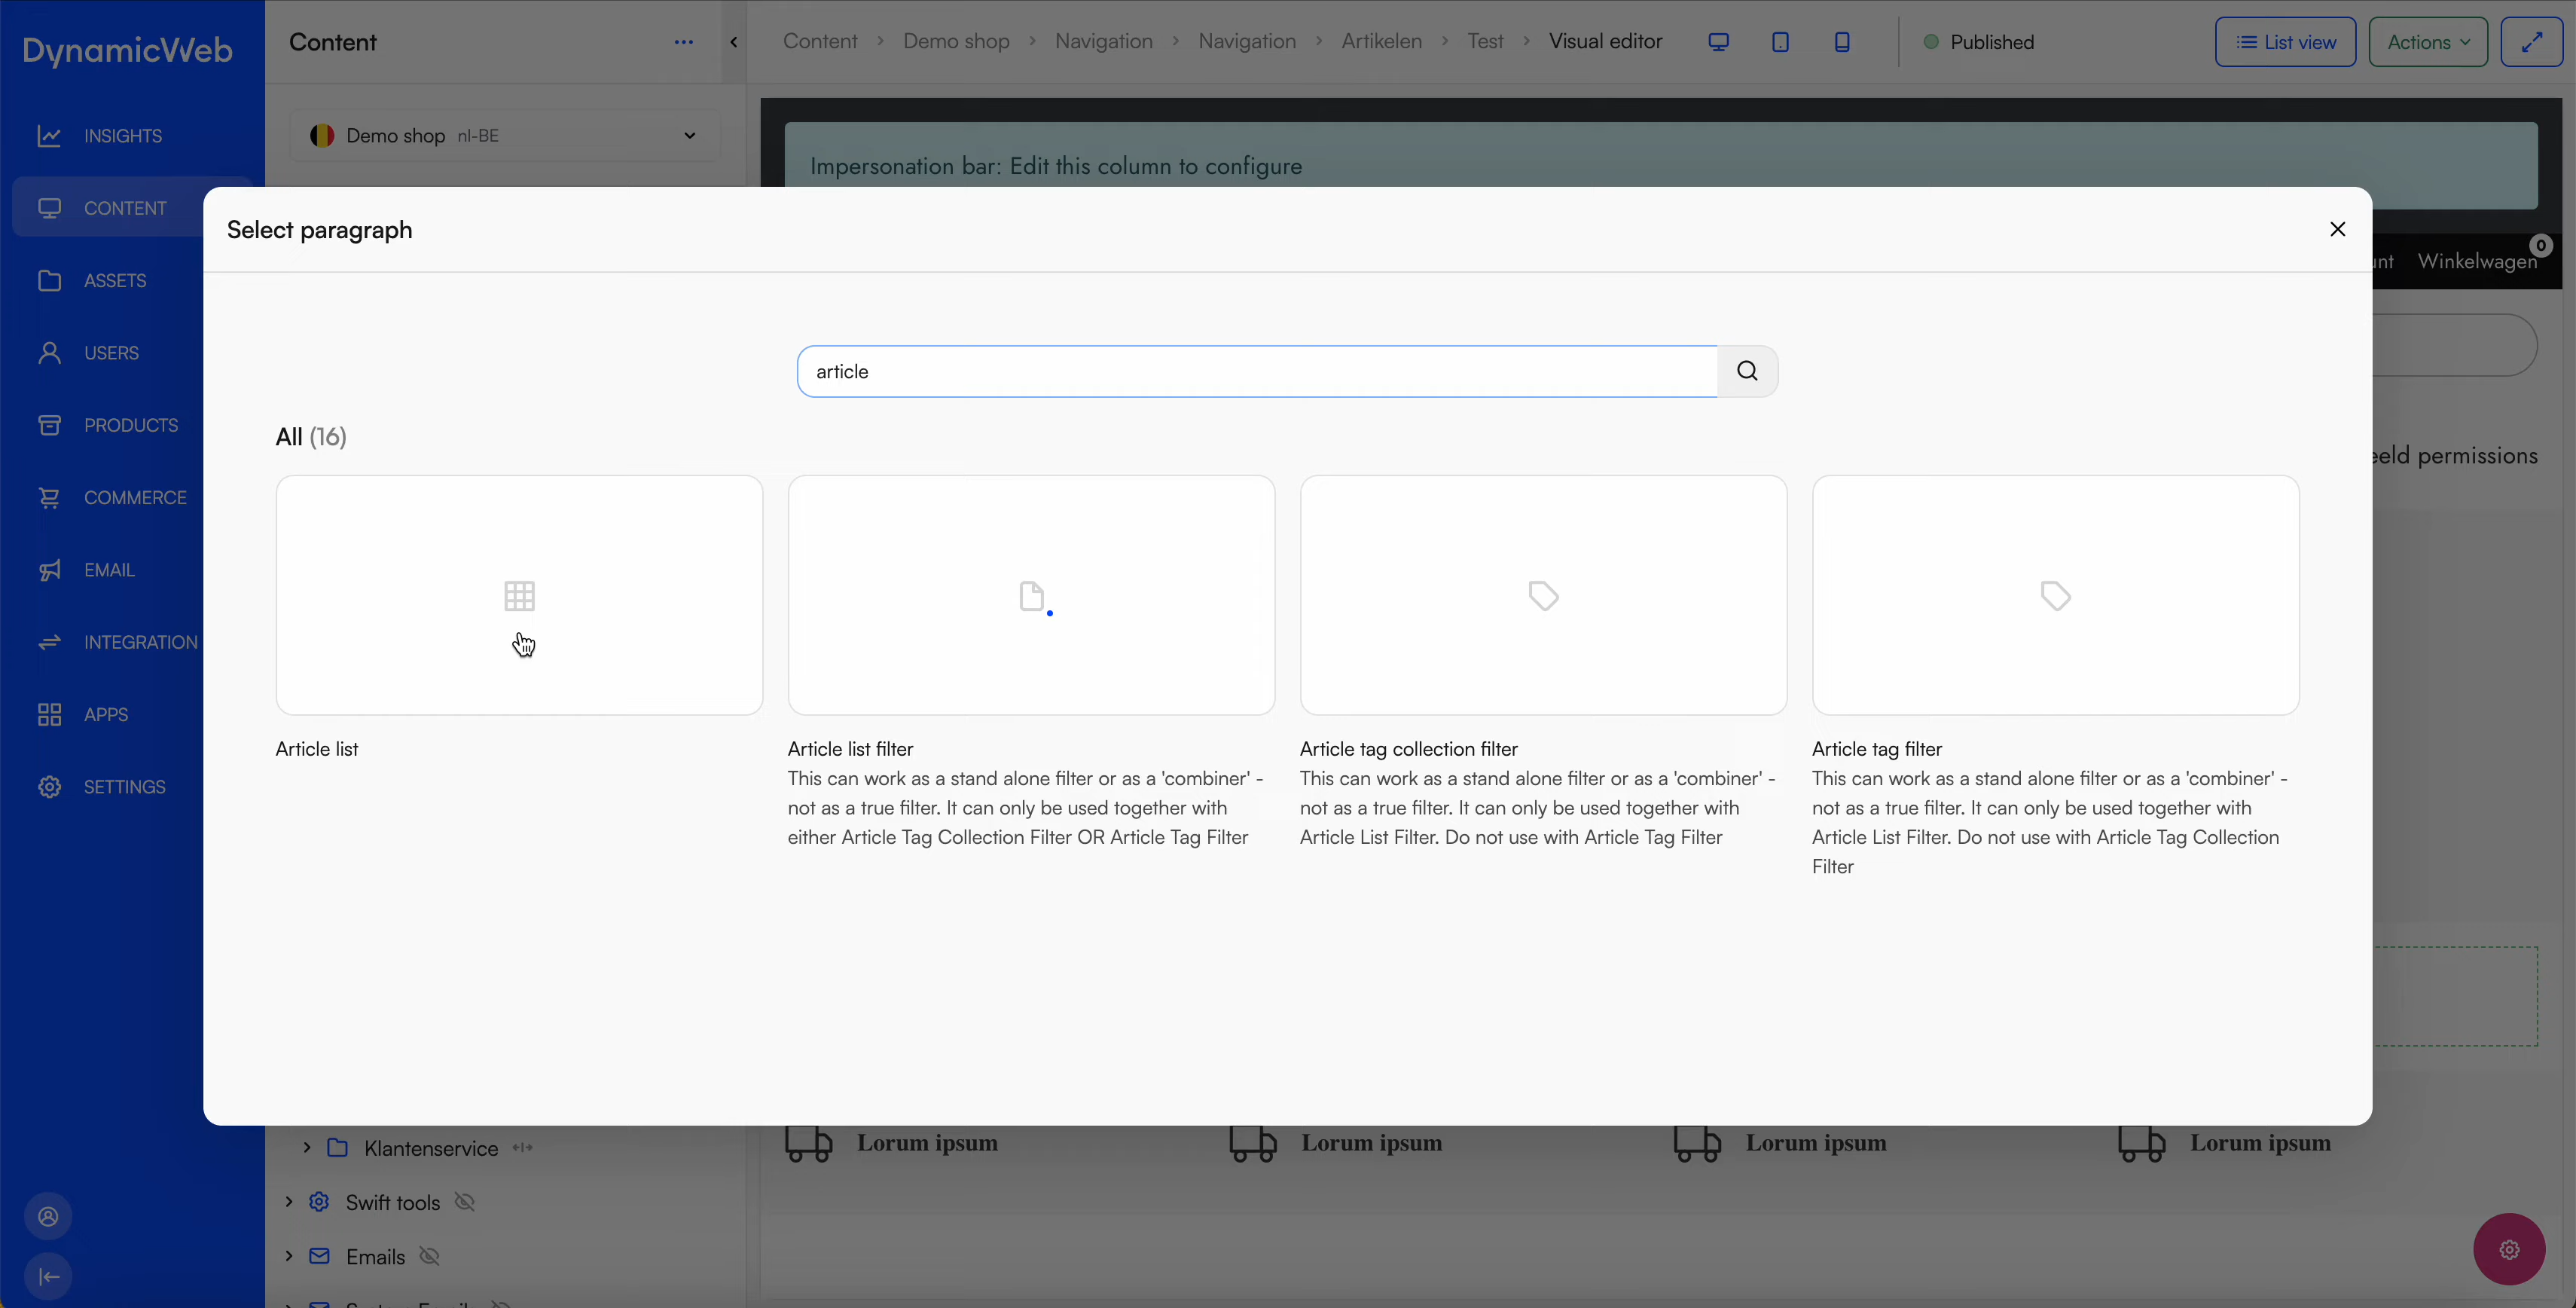 DynamicWeb
INSIGHTS
CONTENT
ASSETS
USERS
PRODUCTS
COMMERCE
EMAIL
INTEGRATION
APPS
SETTINGS
Content
Demo shop nl-BE
Content > Demo shop > Navigation > Navigation > Artikelen > Test > Visual editor
Published
List view
Actions
Impersonation bar: Edit this column to configure
Winkelwagen
0
eeld permissions
Select paragraph
article
All (16)
Article list
Article list filter
This can work as a stand alone filter or as a 'combiner' -
not as a true filter. It can only be used together with
either Article Tag Collection Filter OR Article Tag Filter
Article tag collection filter
This can work as a stand alone filter or as a 'combiner' -
not as a true filter. It can only be used together with
Article List Filter. Do not use with Article Tag Filter
Article tag filter
This can work as a stand alone filter or as a 'combiner' -
not as a true filter. It can only be used together with
Article List Filter. Do not use with Article Tag Collection
Filter
Klantenservice
Swift tools
Emails
Lorum ipsum
Lorum ipsum
Lorum ipsum
Lorum ipsum